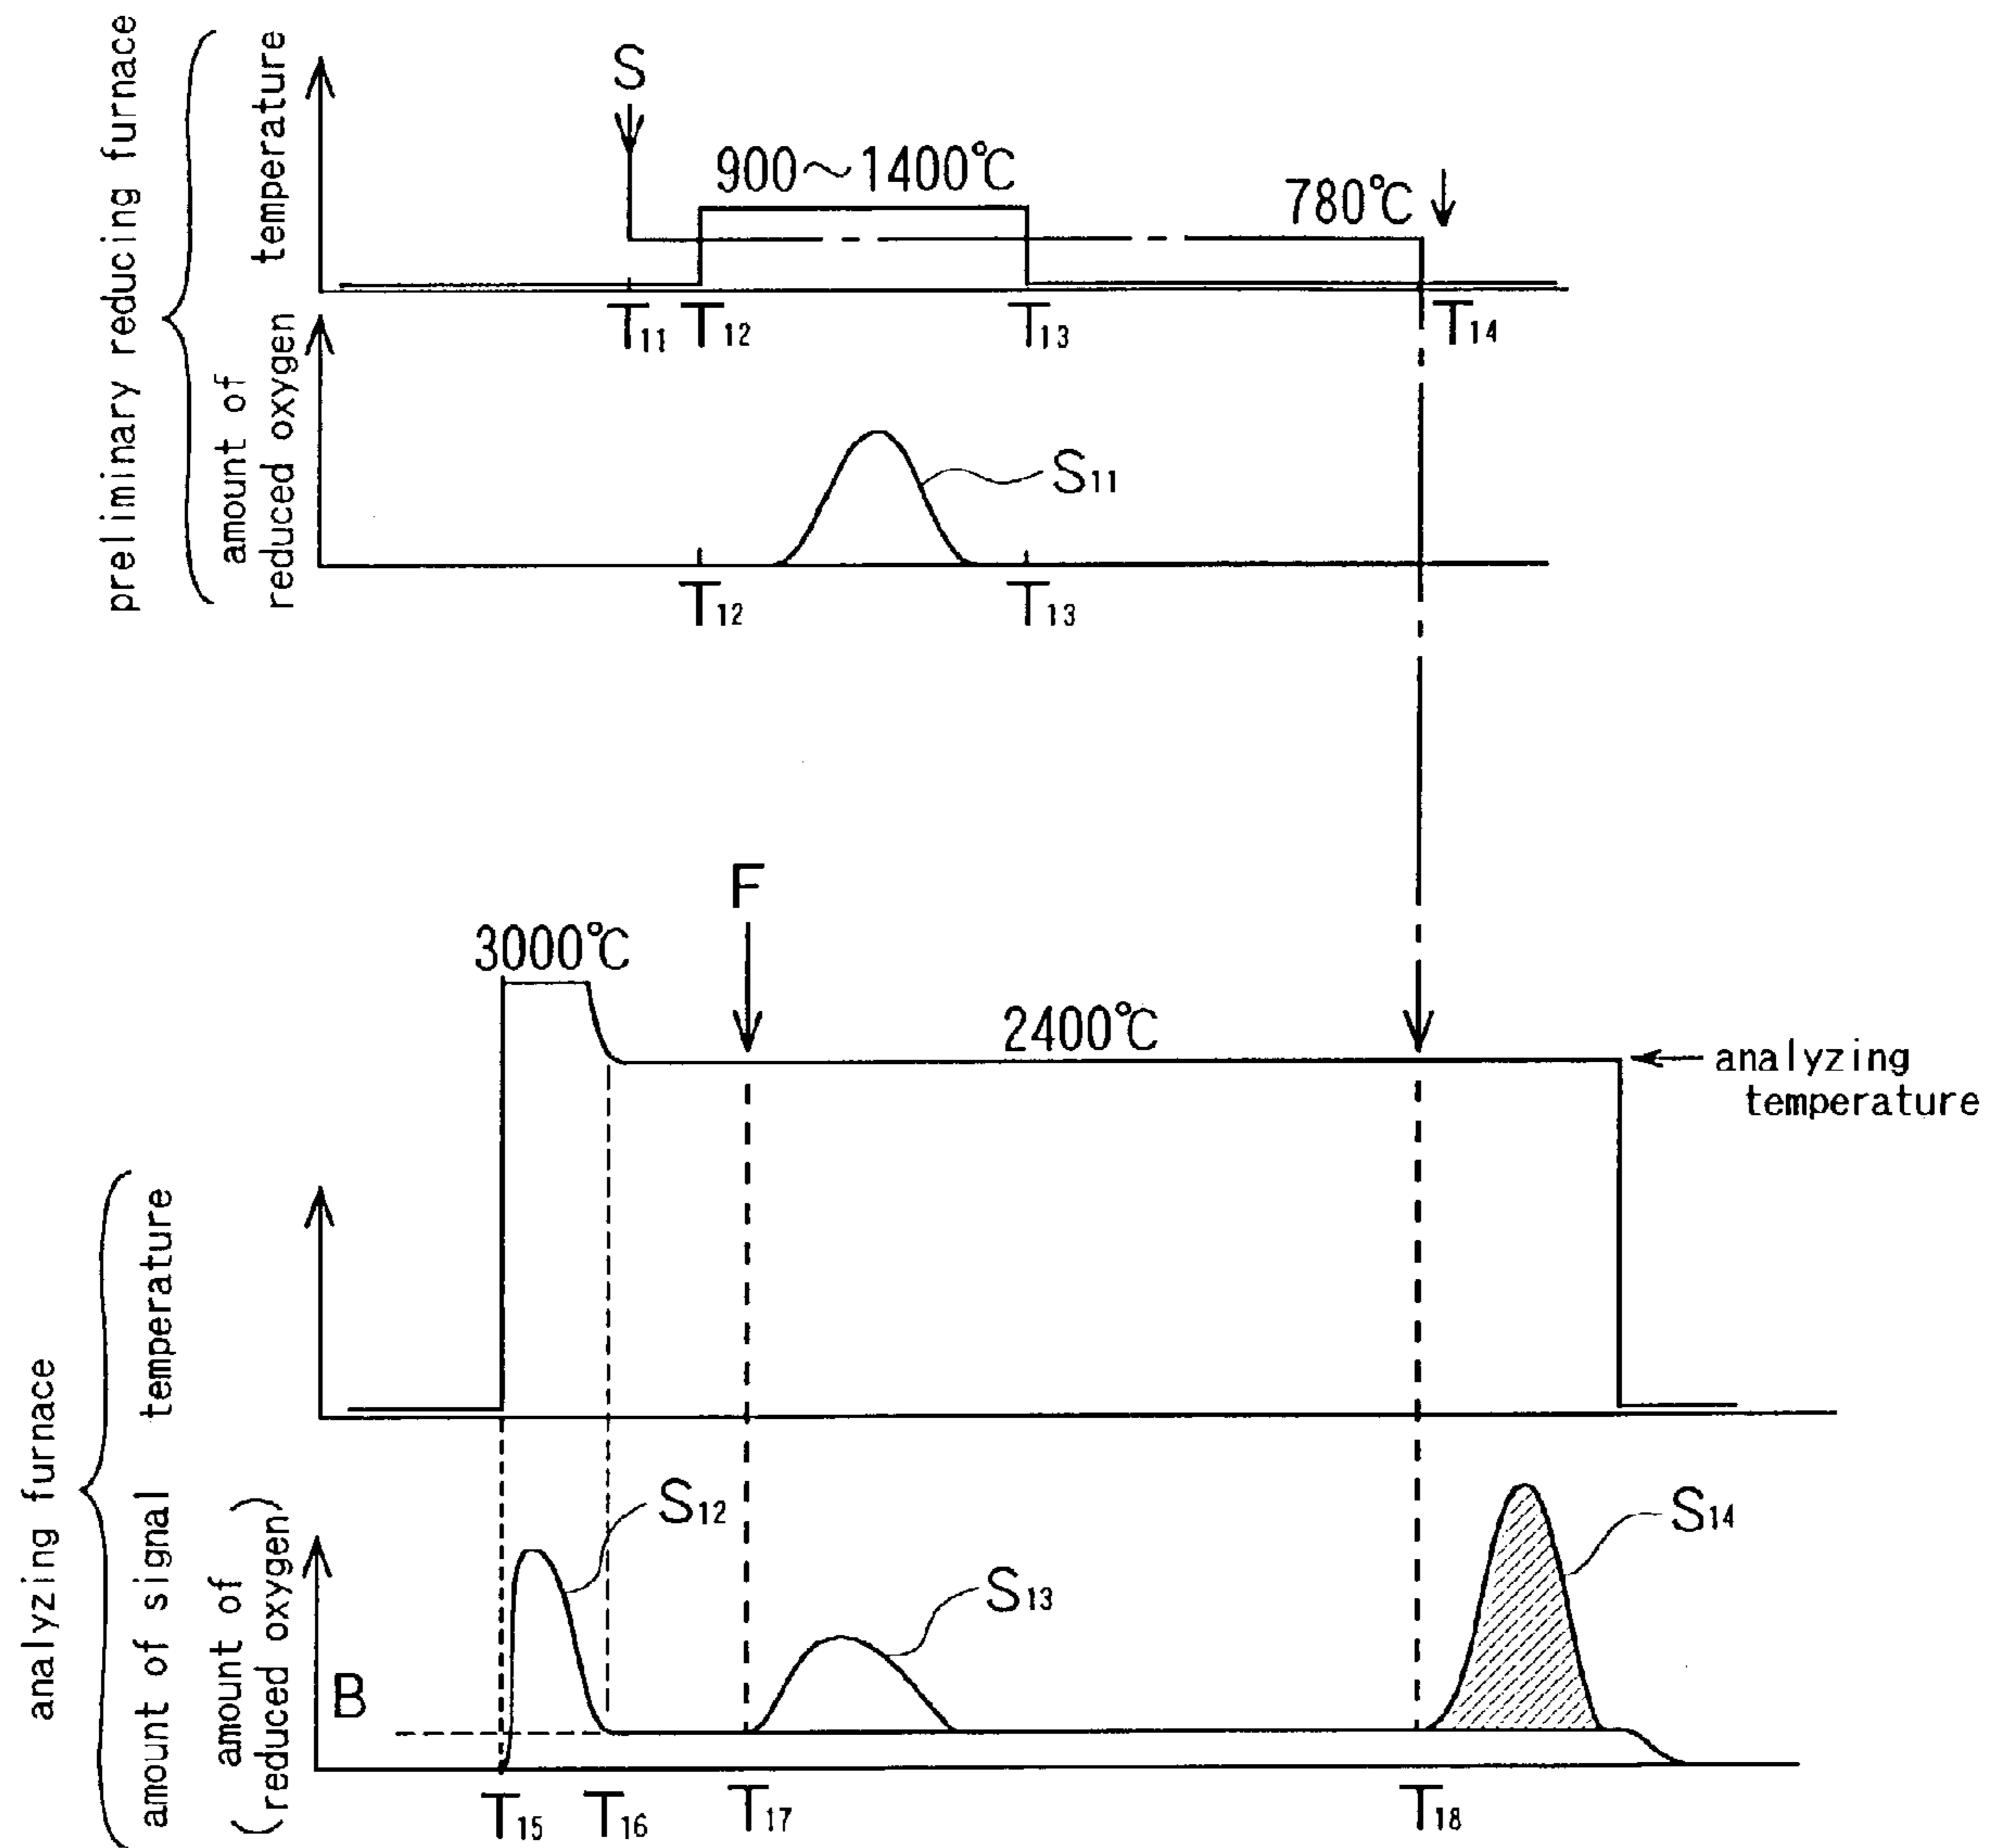 preliminary reducing furnace
temperature
S
900～1400℃
780℃
T11 T12 T13 T14
amount of
reduced oxygen
S11
T12 T13
F
3000℃
2400℃
analyzing
temperature
analyzing furnace
temperature
amount of signal
(amount of
reduced oxygen)
S12
S13
S14
B
T15 T16 T17 T18